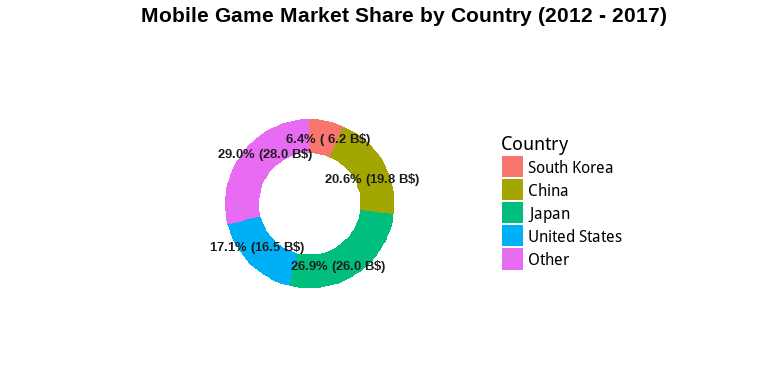 Mobile Game Market Share by Country (2012 - 2017)
6.4% ( 6.2 B$)
29.0% (28.0 B$)
20.6% (19.8 B$)
17.1% (16.5 B$)
26.9% (26.0 B$)
Country
South Korea
China
Japan
United States
Other